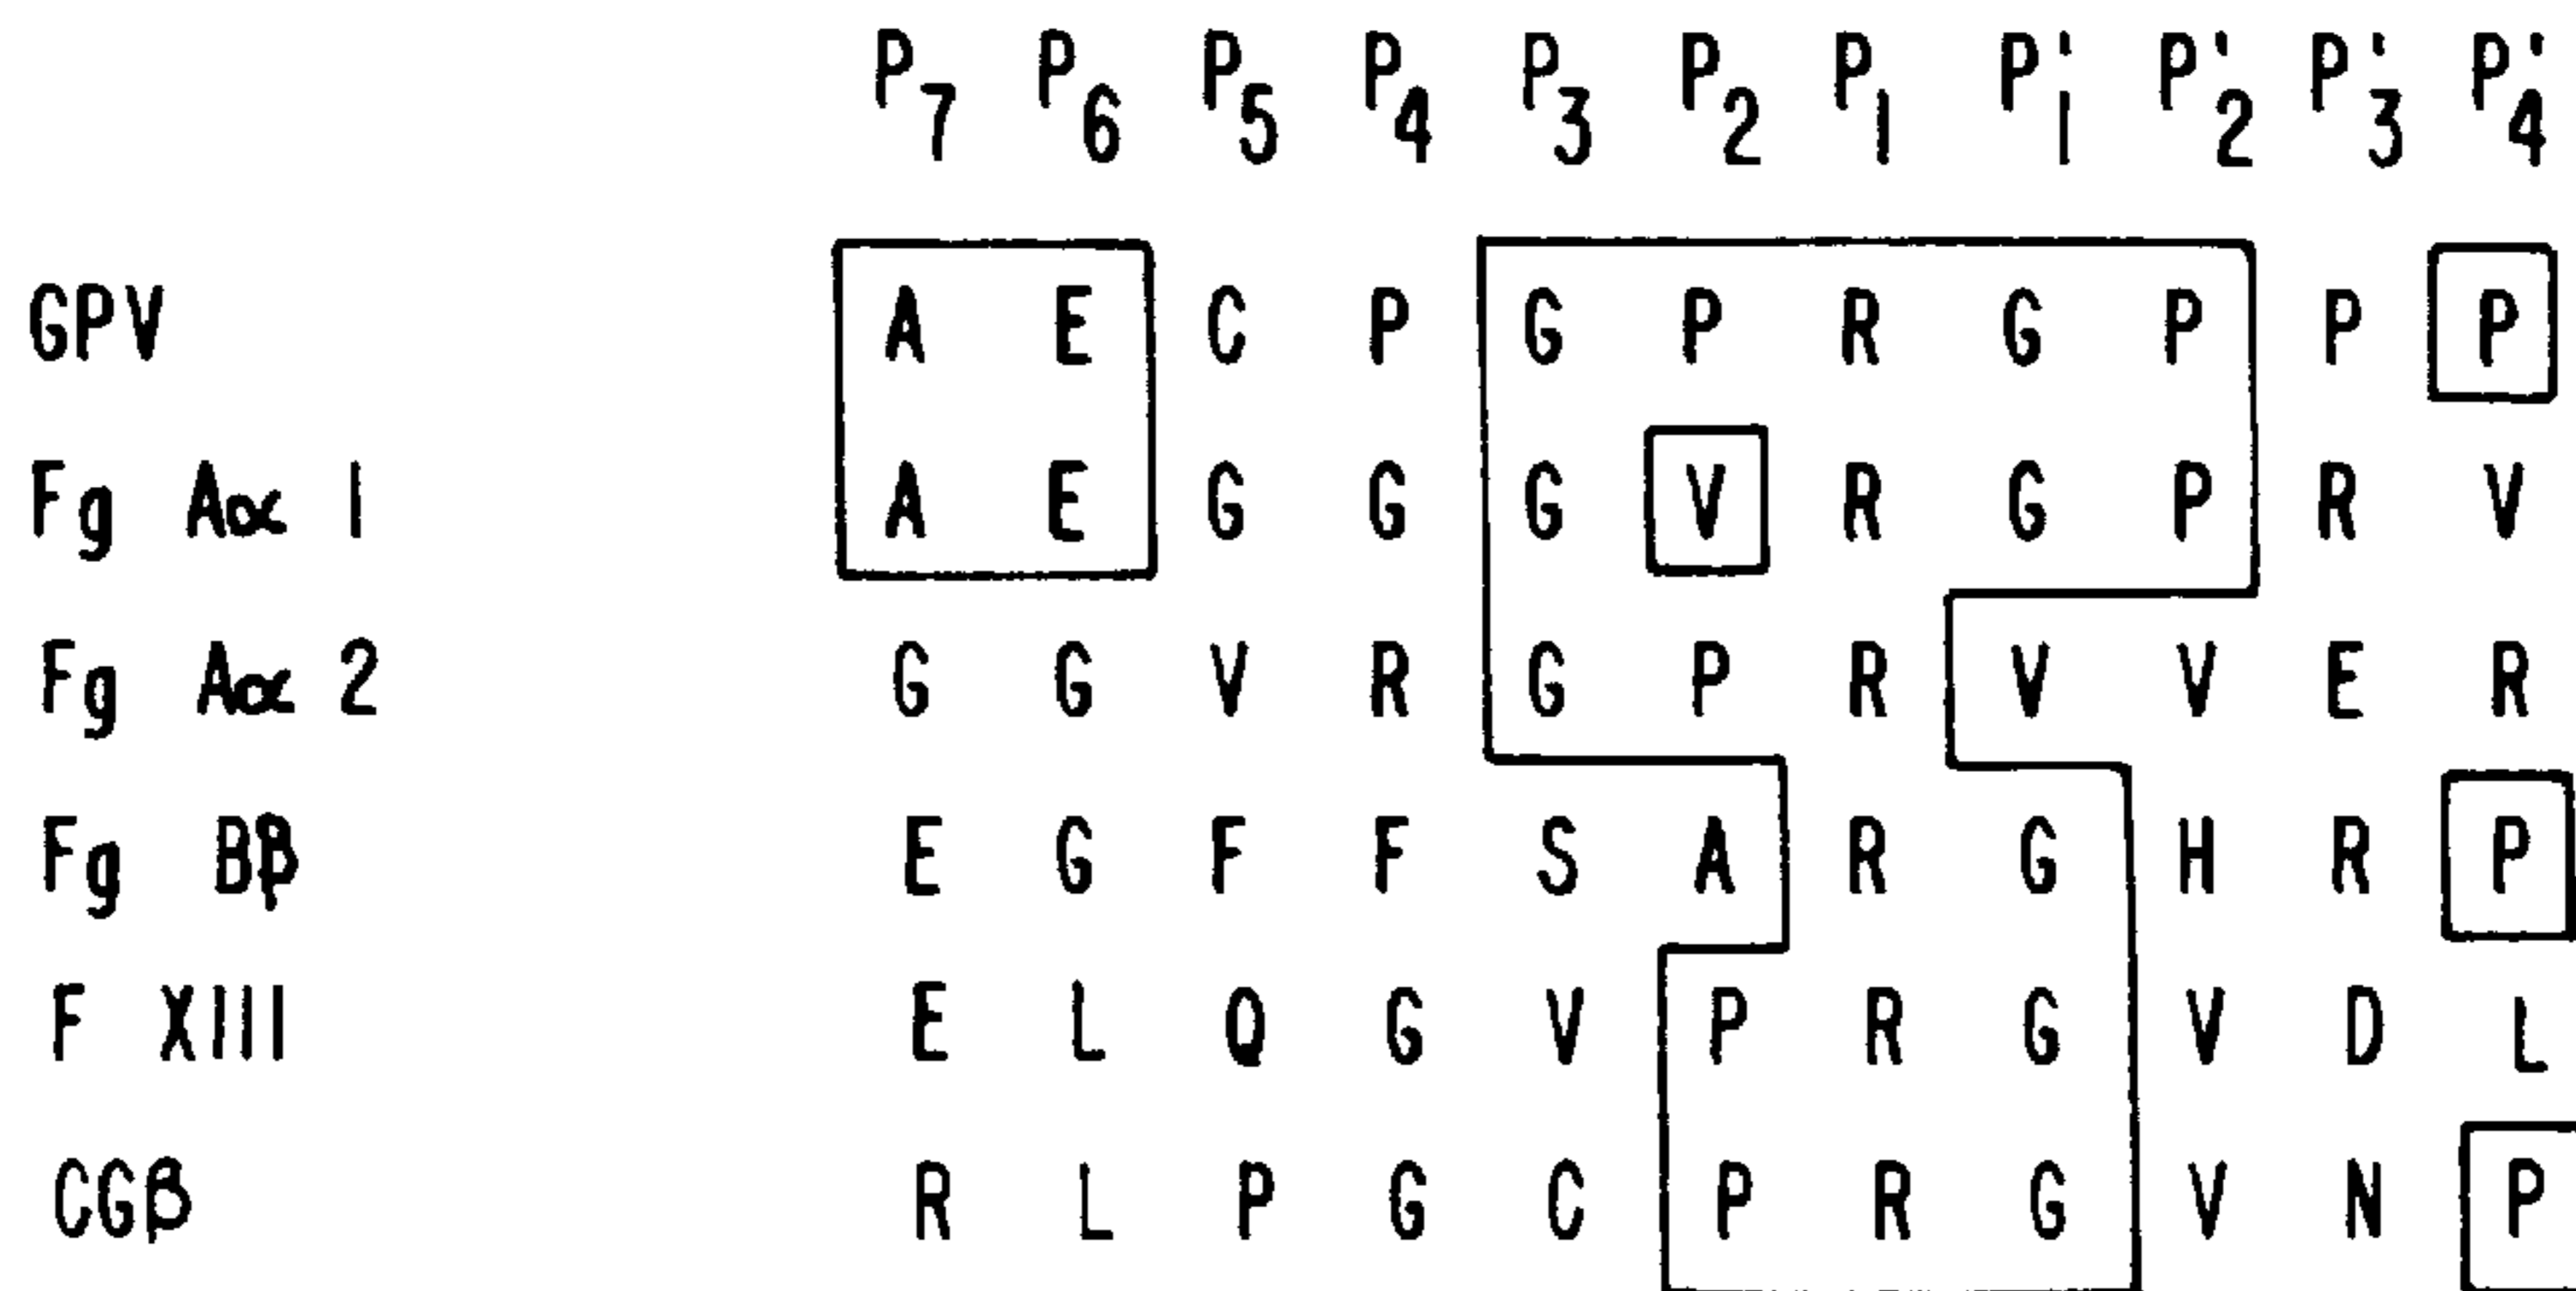 P7 P6 P5 P4 P3 P2 P1 P'1 P'2 P'3 P'4
GPV A E C P G P R G P P P
Fg Aα 1 A E G G G V R G P R V
Fg Aα 2 G G V R G P R V V E R
Fg Bβ E G F F S A R G H R P
F XIII E L Q G V P R G V D L
CGβ R L P G C P R G V N P